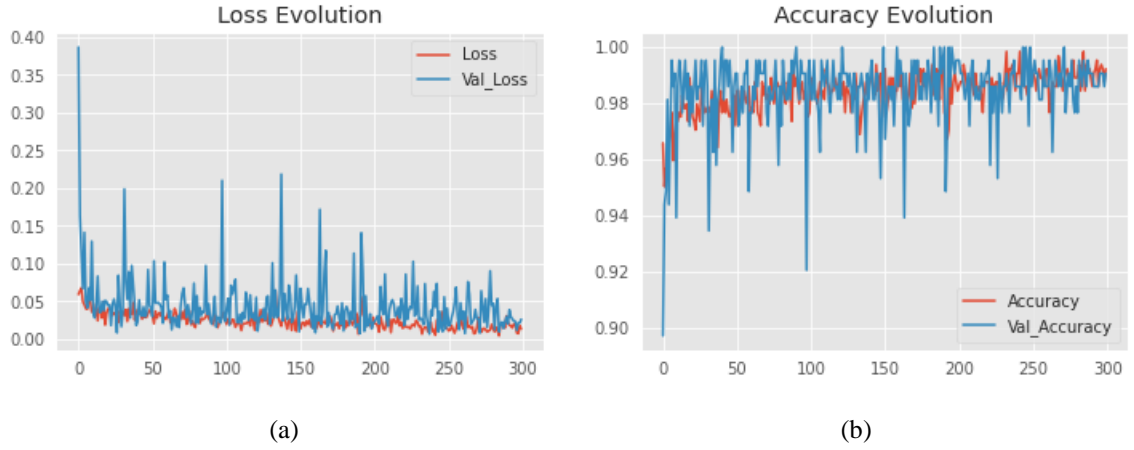 Loss Evolution
0.40
0.35
0.30
0.25
0.20
0.15
0.10
0.05
0.00
Loss
Val_Loss
0 50 100 150 200 250 300
(a)
Accuracy Evolution
1.00
0.98
0.96
0.94
0.92
0.90
Accuracy
Val_Accuracy
0 50 100 150 200 250 300
(b)